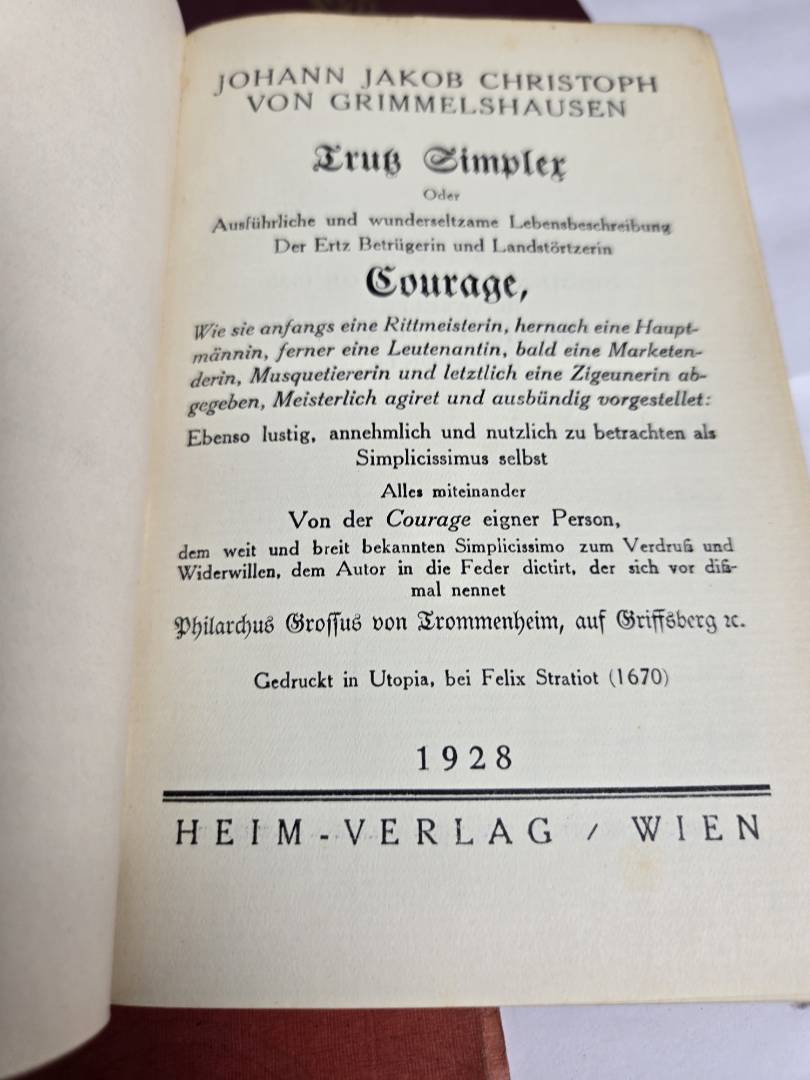 JOHANN JAKOB CHRISTOPH
VON GRIMMELSHAUSEN
Trutz Simplex
Oder
Ausführliche und wunderseltzame Lebensbeschreibung
Der Ertz Betrügerin und Landstörtzerin
Courage,
Wie sie anfangs eine Rittmeisterin, hernach eine Haupt-
männin, ferner eine Leutenantin, bald eine Marketen-
derin, Musquetiererin und letztlich eine Zigeunerin ab-
gegeben, Meisterlich agiret und ausbündig vorgestellet:
Ebenso lustig, annehmlich und nutzlich zu betrachten als
Simplicissimus selbst
Alles miteinander
Von der Courage eigner Person,
dem weit und breit bekannten Simplicissimo zum Verdruß und
Widerwillen, dem Autor in die Feder dictirt, der sich vor diß-
mal nennet
Philarchus Grossus von Trommenheim, auf Griffsberg ꝛc.
Gedruckt in Utopia, bei Felix Stratiot (1670)
1928
HEIM-VERLAG / WIEN